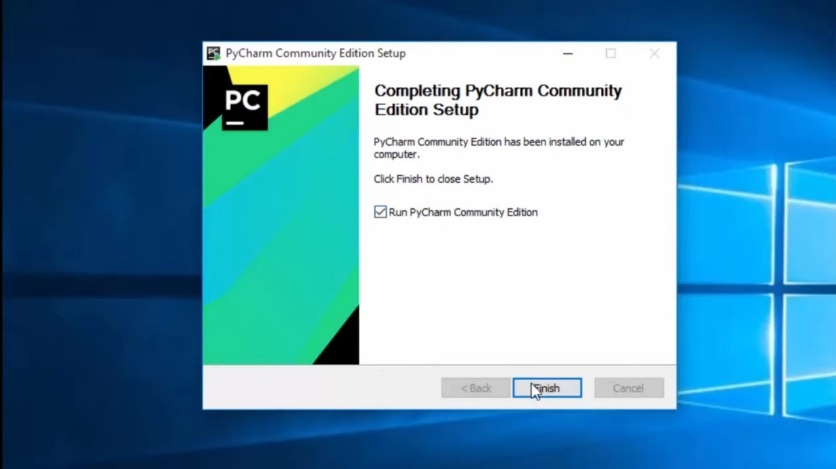 PyCharm Community Edition Setup
PC
Completing PyCharm Community
Edition Setup
PyCharm Community Edition has been installed on your
computer.
Click Finish to close Setup.
Run PyCharm Community Edition
< Back
Finish
Cancel